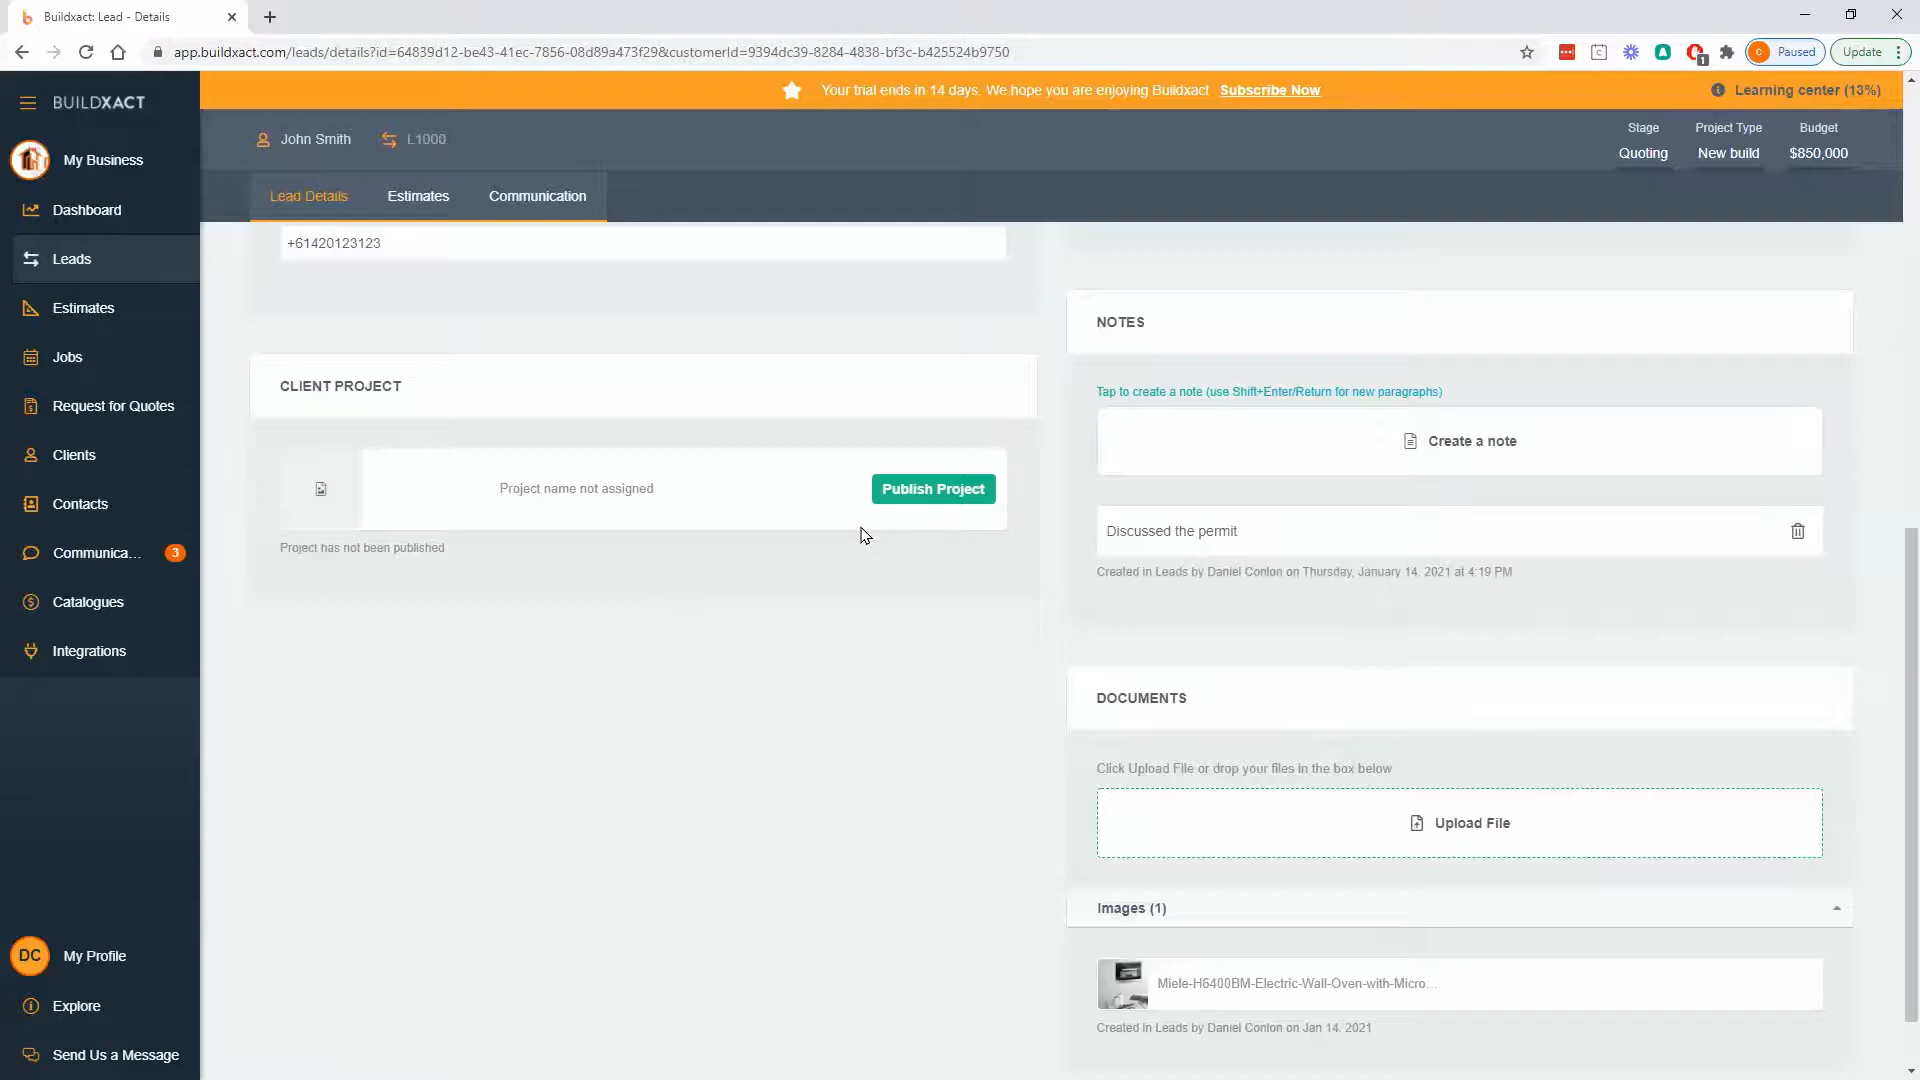 Buildxact: Lead - Details
app.buildxact.com/leads/details?id=64839d12-be43-41ec-7856-08d89a473f29&customerId=9394dc39-8284-4838-bf3c-b425524b9750
C
Paused
Update
1
BUILDXACT
Your trial ends in 14 days. We hope you are enjoying Buildxact Subscribe Now
Learning center (13%)
My Business
Dashboard
Leads
Estimates
Jobs
Request for Quotes
Clients
Contacts
Communica...
3
Catalogues
Integrations
DC
My Profile
Explore
Send Us a Message
John Smith
L1000
Stage
Quoting
Project Type
New build
Budget
$850,000
Lead Details
Estimates
Communication
+61420123123
CLIENT PROJECT
Project name not assigned
Publish Project
Project has not been published
NOTES
Tap to create a note (use Shift+Enter/Return for new paragraphs)
Create a note
Discussed the permit
Created in Leads by Daniel Conlon on Thursday, January 14, 2021 at 4:19 PM
DOCUMENTS
Click Upload File or drop your files in the box below
Upload File
Images (1)
Miele-H6400BM-Electric-Wall-Oven-with-Micro...
Created in Leads by Daniel Conlon on Jan 14, 2021